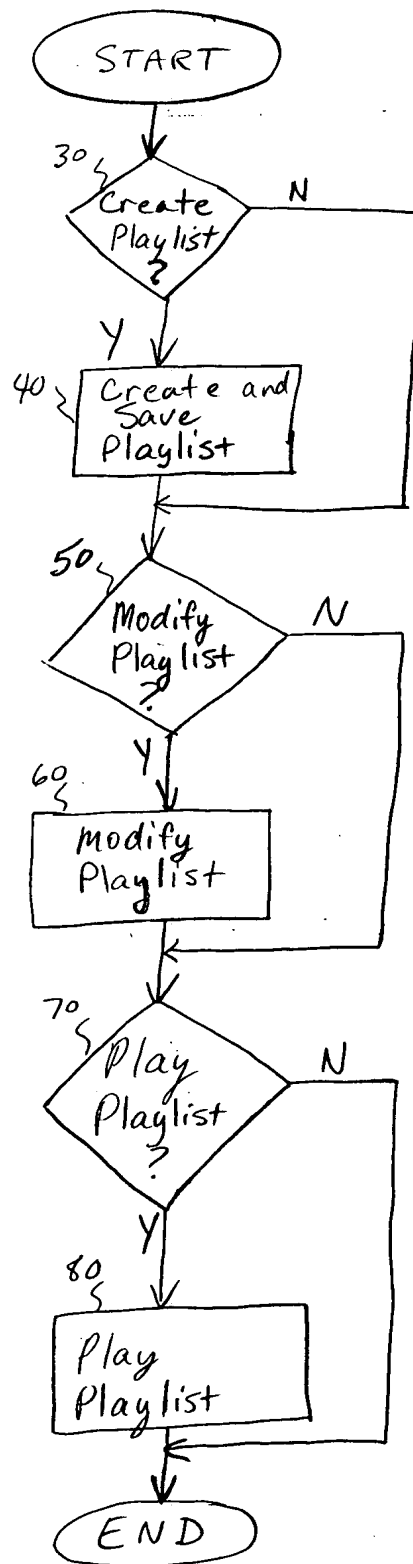 START
30
Create
Playlist
?
N
Y
40
Create and
Save
Playlist
50
Modify
Playlist
?
N
Y
60
Modify
Playlist
70
Play
Playlist
?
N
Y
80
Play
Playlist
END